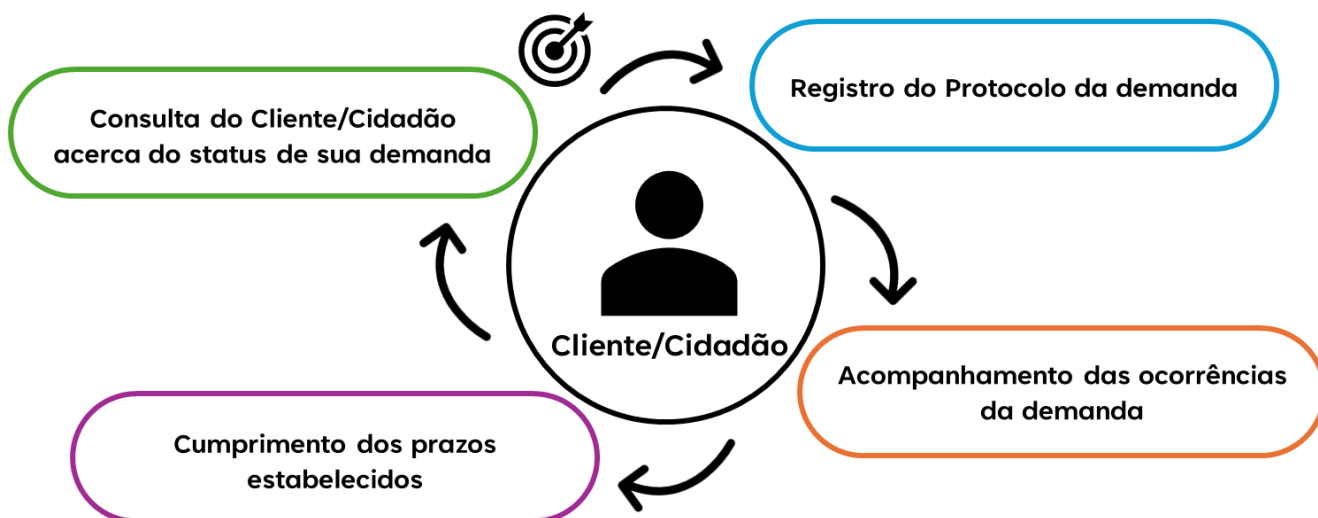 Consulta do Cliente/Cidadão
acerca do status de sua demanda
Registro do Protocolo da demanda
Cliente/Cidadão
Acompanhamento das ocorrências
da demanda
Cumprimento dos prazos
estabelecidos